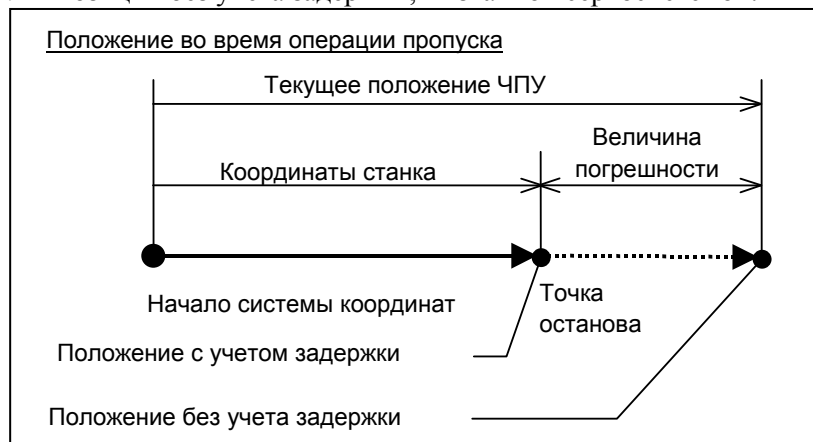 Положение во время операции пропуска
Текущее положение ЧПУ
Величина
погрешности
Координаты станка
Начало системы координат
Точка
останова
Положение с учетом задержки
Положение без учета задержки